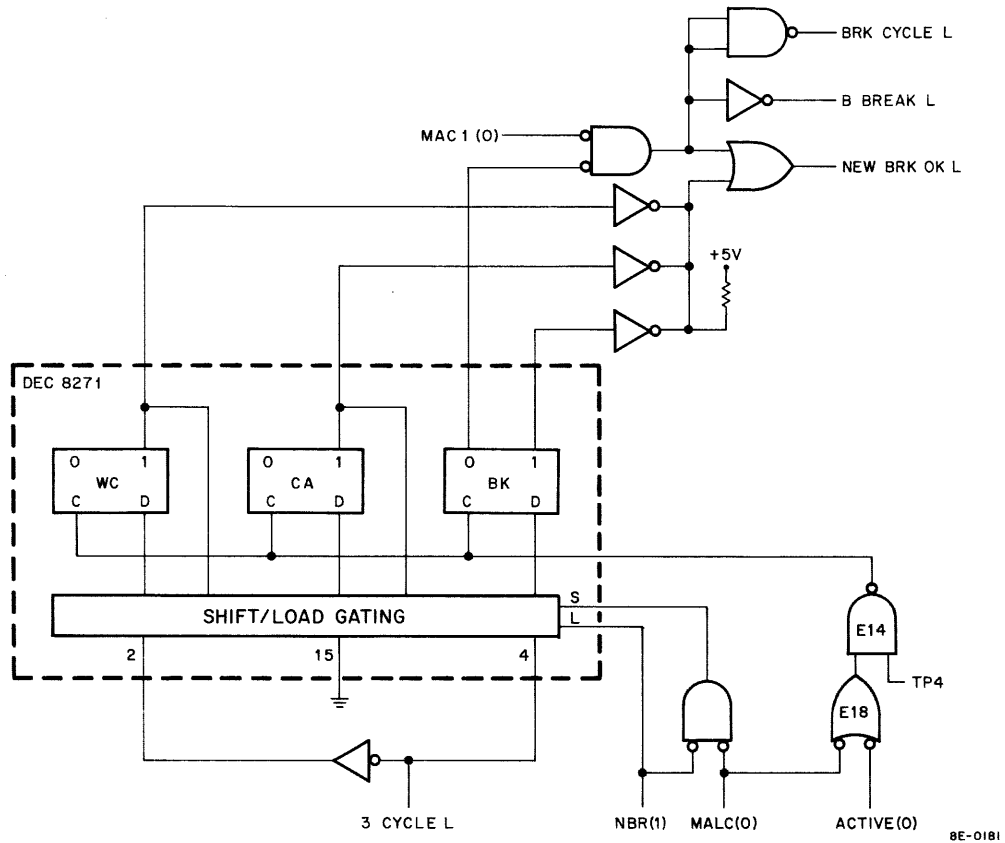 BRK CYCLE L
B BREAK L
MAC 1 (0)
NEW BRK OK L
+5V
DEC 8271
0 1
WC
C D
0 1
CA
C D
0 1
BK
C D
SHIFT/LOAD GATING
S
L
E14
TP4
E18
2
15
4
3 CYCLE L
NBR(1)
MALC(0)
ACTIVE(0)
8E-0181